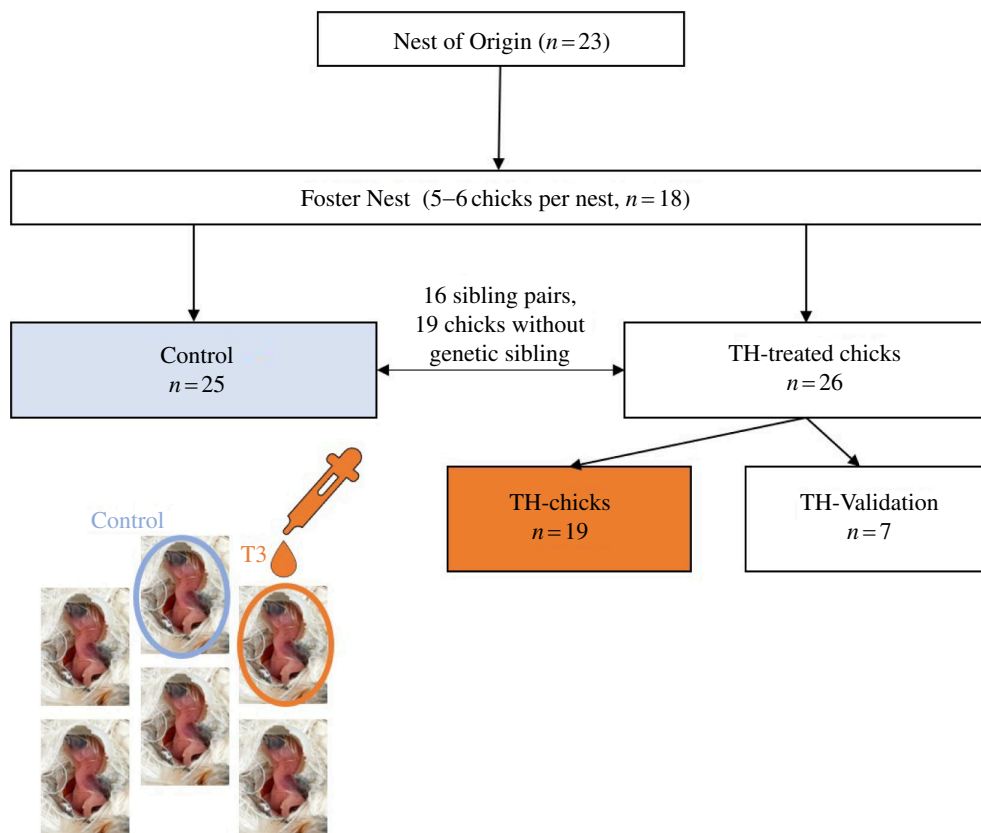 Nest of Origin (n = 23)
Foster Nest (5–6 chicks per nest, n = 18)
16 sibling pairs,
19 chicks without
genetic sibling
Control
n = 25
TH-treated chicks
n = 26
TH-chicks
n = 19
TH-Validation
n = 7
Control
T3